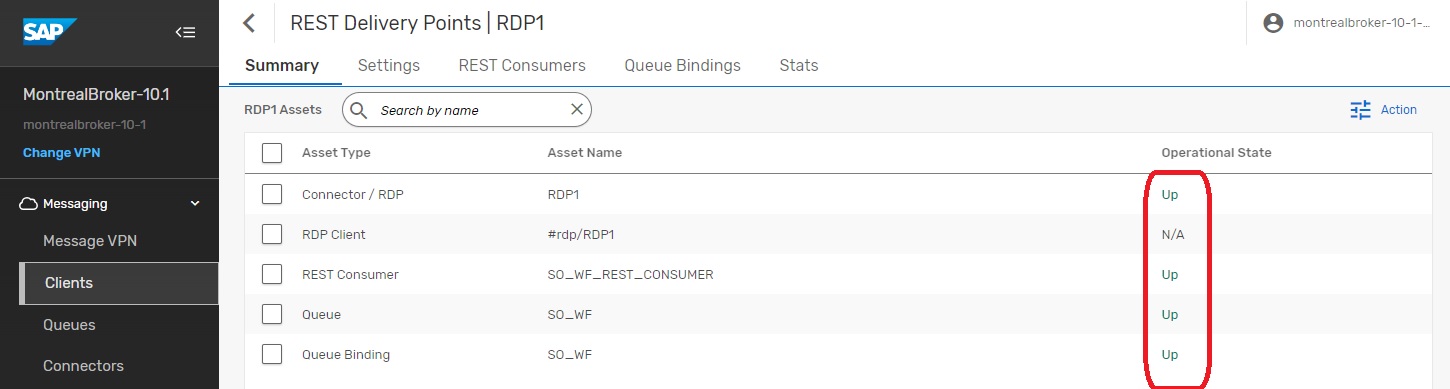 SAP
REST Delivery Points | RDP1
montrealbroker-10-1-...
Summary Settings REST Consumers Queue Bindings Stats
MontrealBroker-10.1
montrealbroker-10-1
Change VPN
RDP1 Assets Search by name Action
Asset Type Asset Name Operational State
Connector / RDP RDP1 Up
RDP Client #rdp/RDP1 N/A
REST Consumer SO_WF_REST_CONSUMER Up
Queue SO_WF Up
Queue Binding SO_WF Up
Messaging
Message VPN
Clients
Queues
Connectors